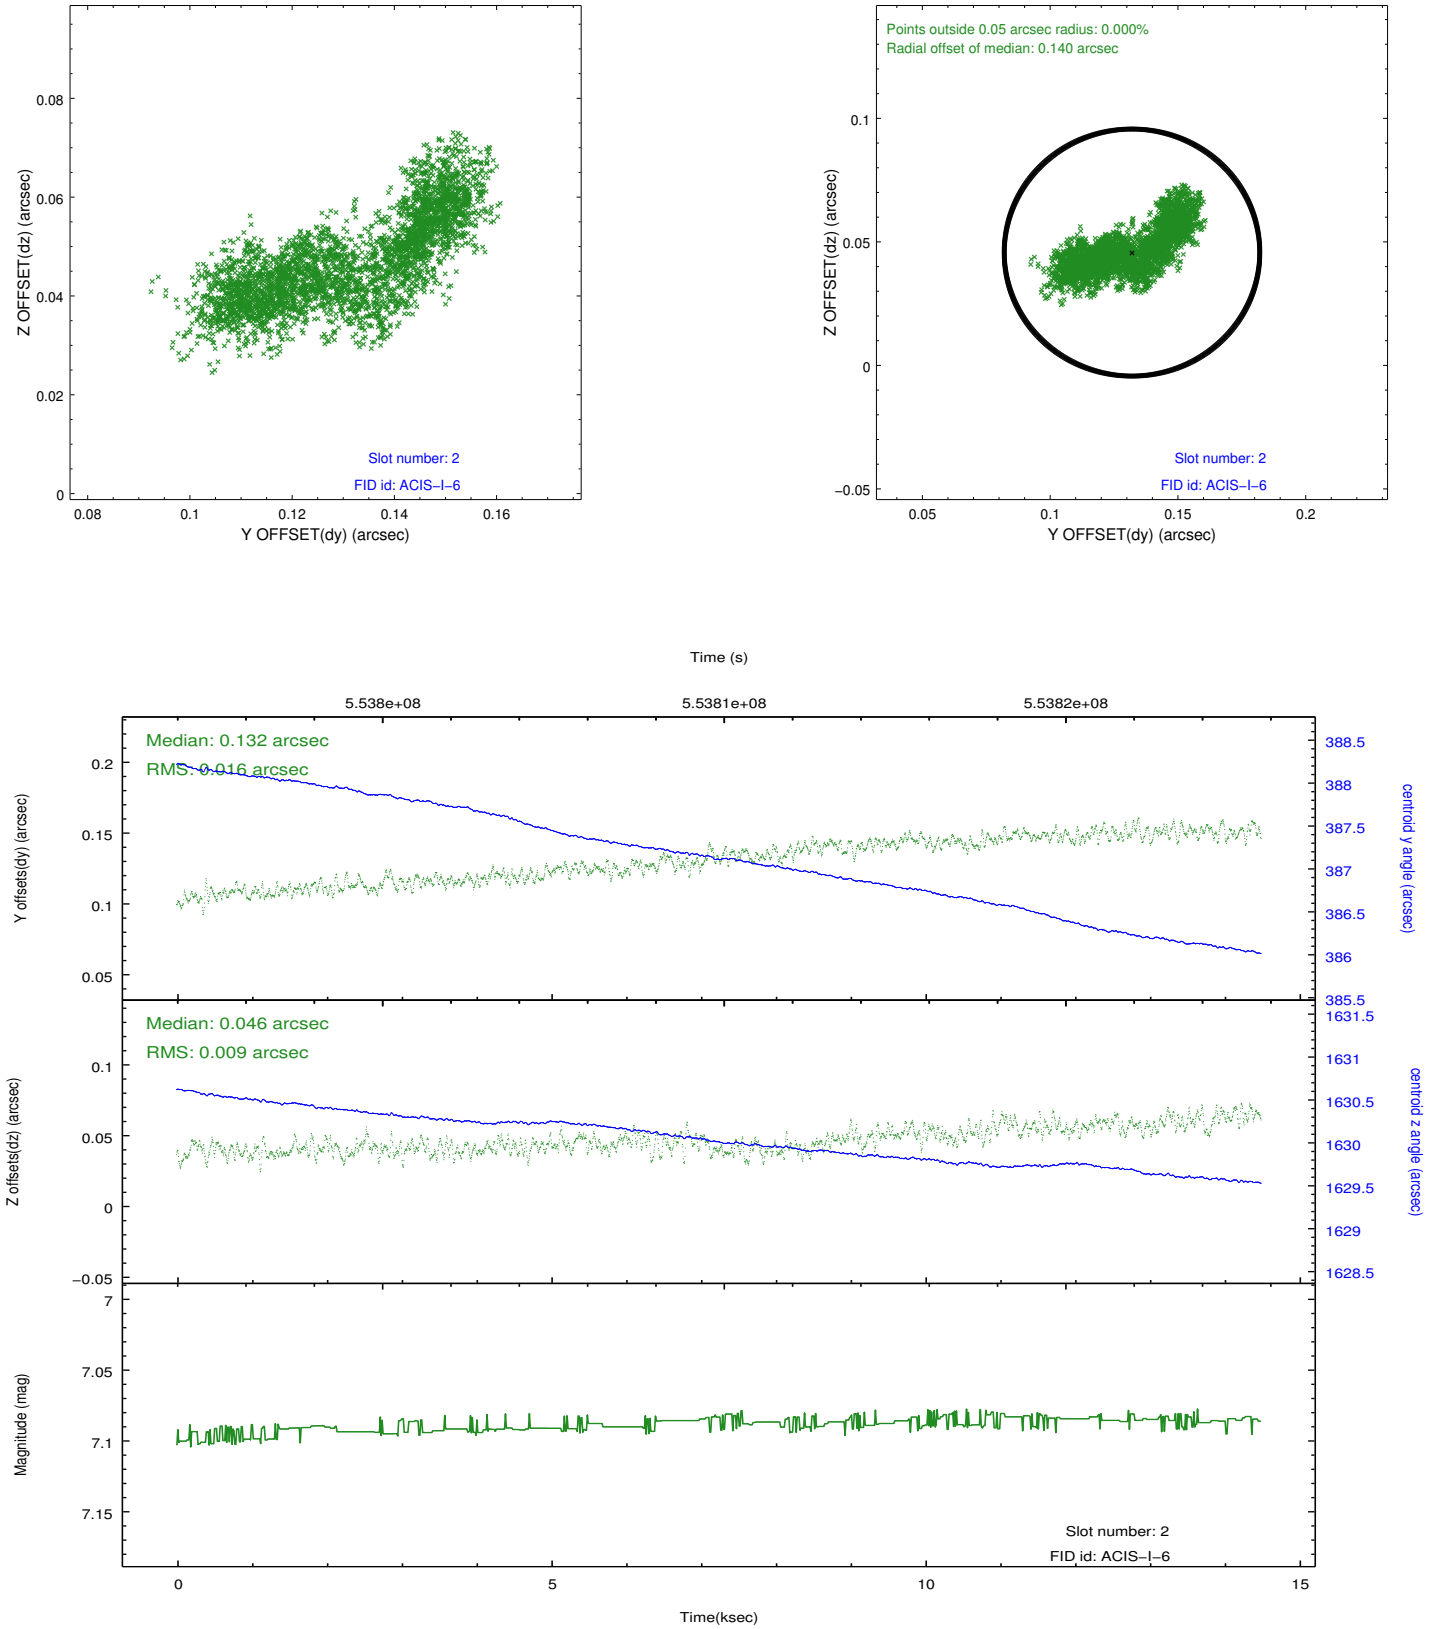 0.08
0.06
0.04
0.02
0
Z OFFSET(dz) (arcsec)
Slot number: 2
FID id: ACIS−I−6
0.08 0.1 0.12 0.14 0.16
Y OFFSET(dy) (arcsec)
Points outside 0.05 arcsec radius: 0.000%
Radial offset of median: 0.140 arcsec
0.1
0.05
0
−0.05
Z OFFSET(dz) (arcsec)
Slot number: 2
FID id: ACIS−I−6
0.05 0.1 0.15 0.2
Y OFFSET(dy) (arcsec)
Time (s)
5.538e+08 5.5381e+08 5.5382e+08
Median: 0.132 arcsec
RMS: 0.016 arcsec
0.2
0.15
0.1
0.05
Y offsets(dy) (arcsec)
388.5
388
387.5
387
386.5
386
385.5
centroid y angle (arcsec)
Median: 0.046 arcsec
RMS: 0.009 arcsec
0.1
0.05
0
−0.05
Z offsets(dz) (arcsec)
1631.5
1631
1630.5
1630
1629.5
1629
1628.5
centroid z angle (arcsec)
7
7.05
7.1
7.15
Magnitude (mag)
Slot number: 2
FID id: ACIS−I−6
0 5 10 15
Time(ksec)